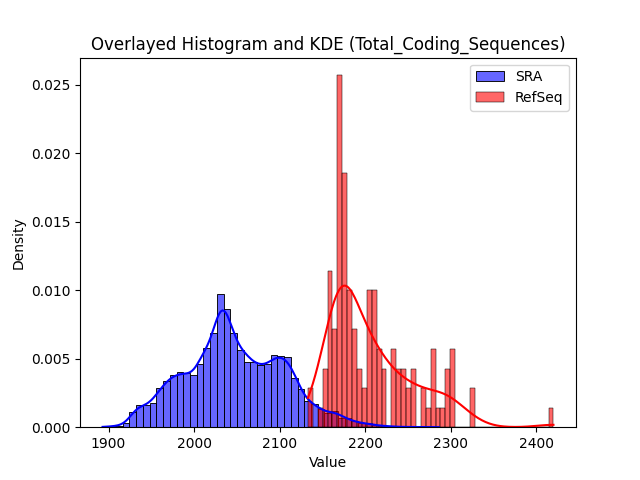 Overlayed Histogram and KDE (Total_Coding_Sequences)
SRA
RefSeq
0.025
0.020
0.015
0.010
0.005
0.000
Density
1900 2000 2100 2200 2300 2400
Value